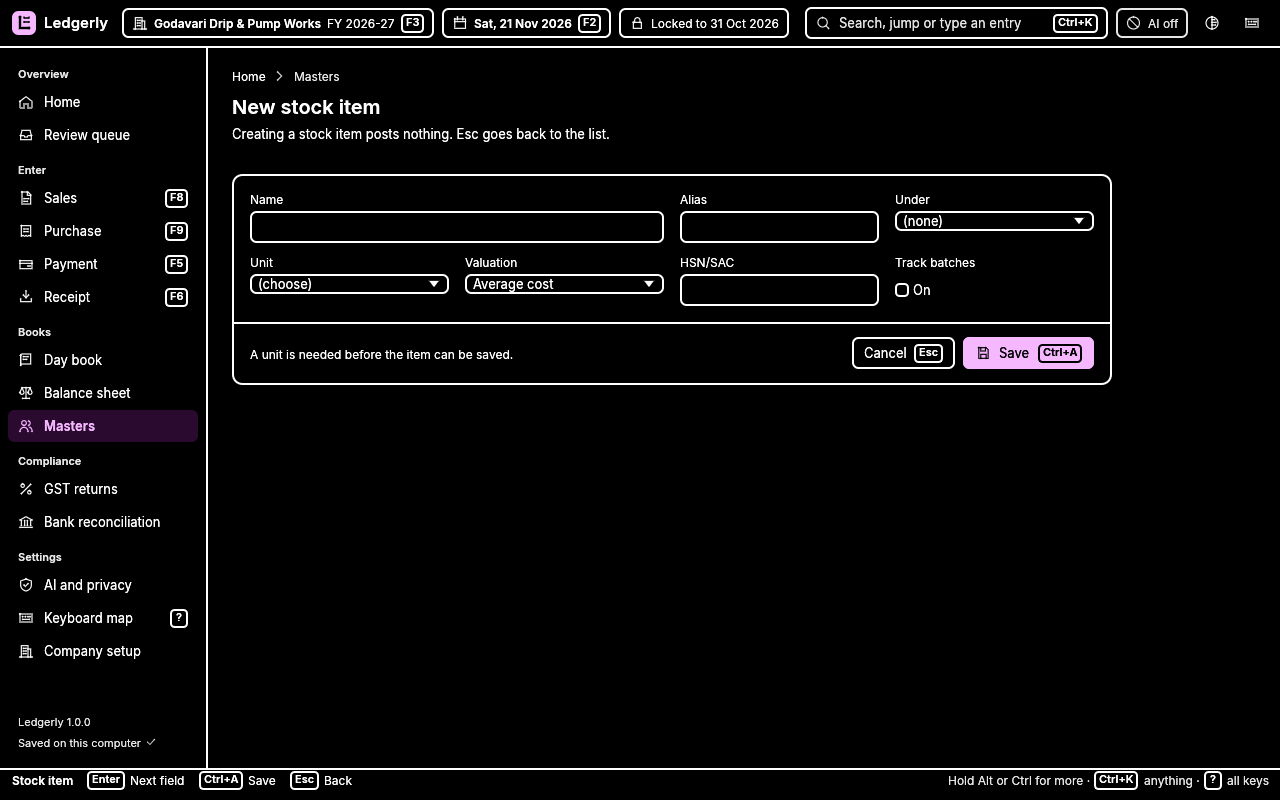 Ledgerly
Godavari Drip & Pump Works FY 2026-27 F3
Sat, 21 Nov 2026 F2
Locked to 31 Oct 2026
Search, jump or type an entry Ctrl+K
AI off
Overview
Home
Review queue
Enter
Sales F8
Purchase F9
Payment F5
Receipt F6
Books
Day book
Balance sheet
Masters
Compliance
GST returns
Bank reconciliation
Settings
AI and privacy
Keyboard map ?
Company setup
Ledgerly 1.0.0
Saved on this computer
Home Masters
New stock item
Creating a stock item posts nothing. Esc goes back to the list.
Name Alias Under
(none)
Unit Valuation HSN/SAC Track batches
(choose) Average cost On
A unit is needed before the item can be saved.
Cancel Esc Save Ctrl+A
Stock item Enter Next field Ctrl+A Save Esc Back
Hold Alt or Ctrl for more · Ctrl+K anything · ? all keys